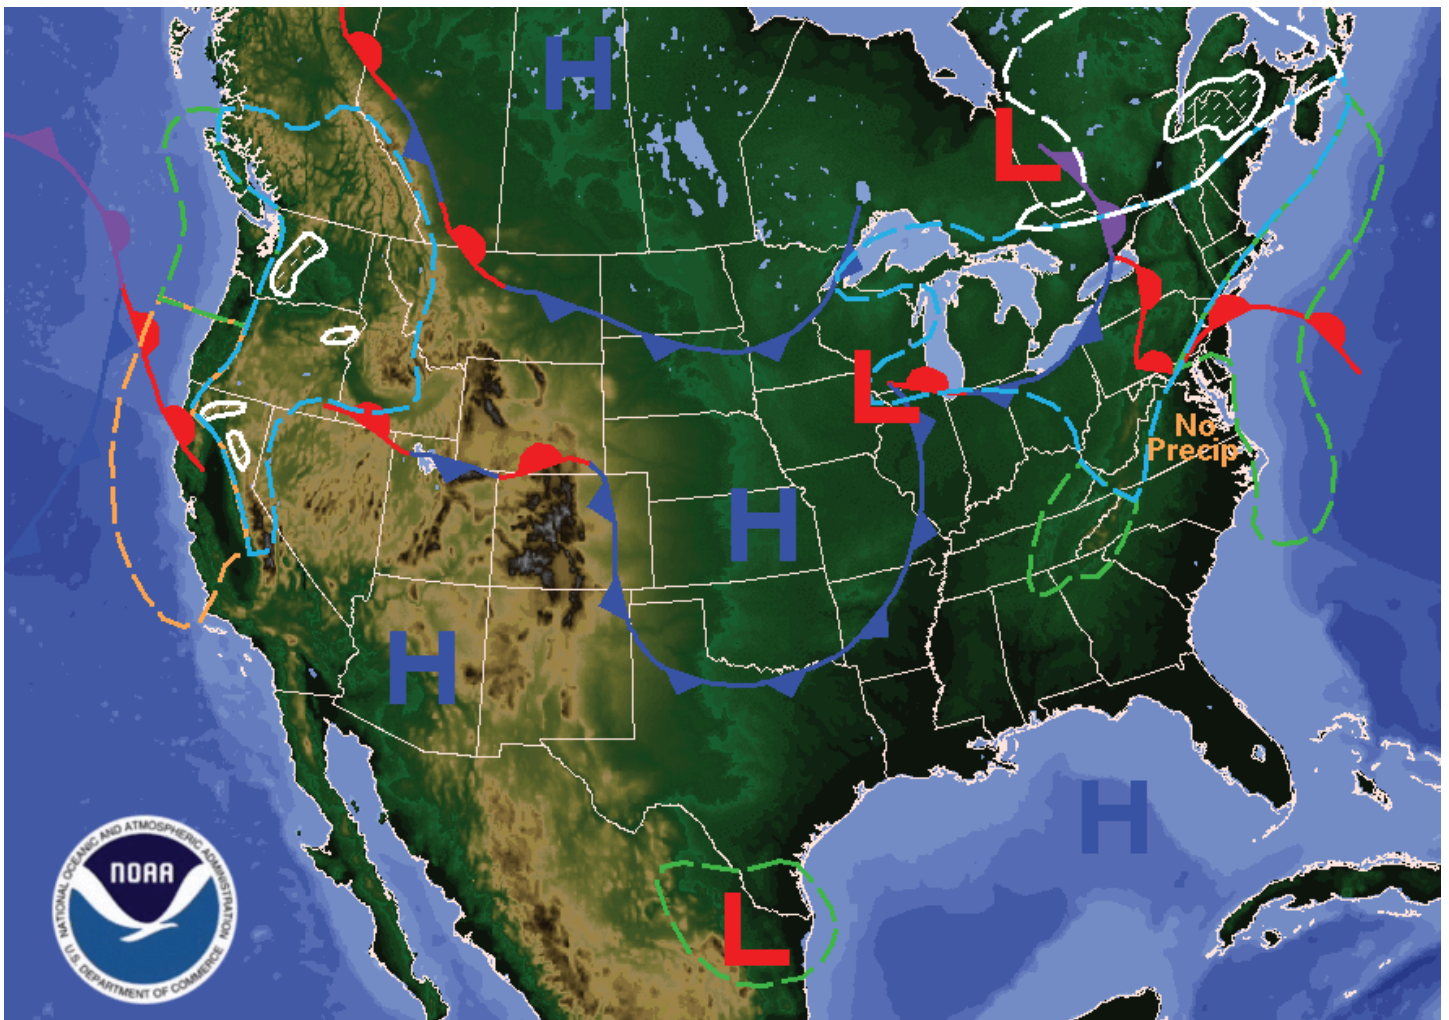 H
L
L
No
Precip
H
H
H
L
NATIONAL OCEANIC AND ATMOSPHERIC ADMINISTRATION
NOAA
U.S. DEPARTMENT OF COMMERCE